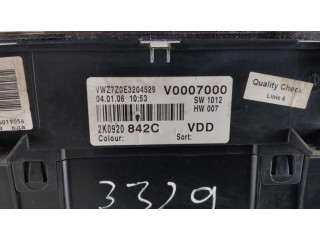 VWZ7Z0E3204529 V0007000
04.01.06 10:53 SW 1012
HW 007
2K0920 842C VDD
Colour: Sort:
Quality Check
3329